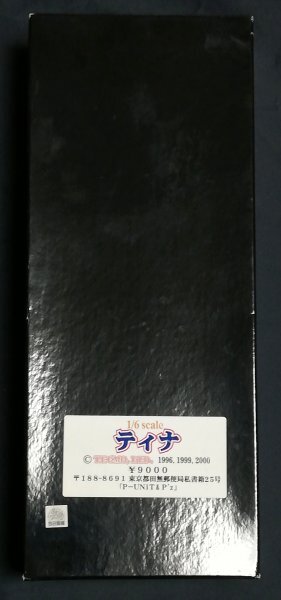 1/6 scale
ティナ
© 1996, 1999, 2000
￥9000
〒188-8691 東京都田無郵便局私書箱25号
「P-UNIT & P'z」